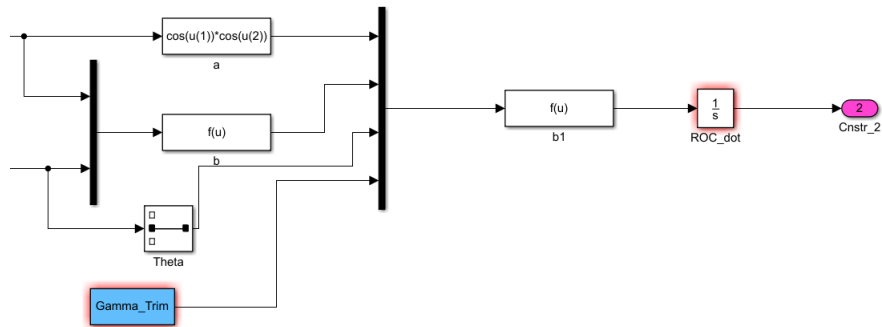 cos(u(1))*cos(u(2))
a
f(u)
b
Theta
Gamma_Trim
f(u)
b1
1
s
ROC_dot
2
Cnstr_2